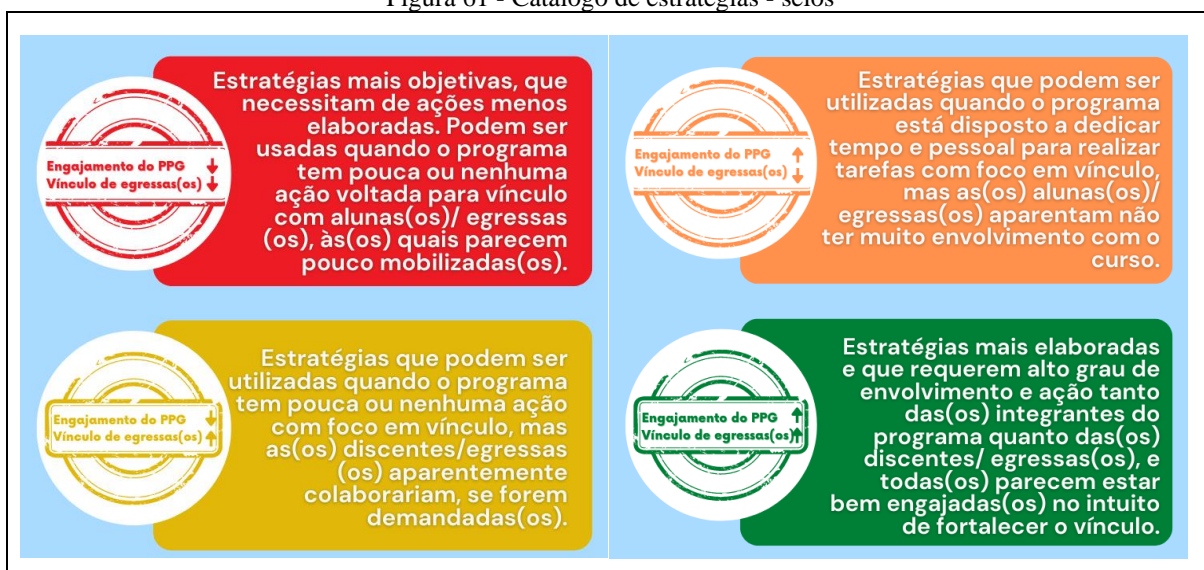 Figura 61 - Catálogo de estratégias - selos
Engajamento do PPG ↓
Vínculo de egressas(os) ↓
Estratégias mais objetivas, que
necessitam de ações menos
elaboradas. Podem ser
usadas quando o programa
tem pouca ou nenhuma
ação voltada para vínculo
com alunas(os)/ egressas
(os), às(os) quais parecem
pouco mobilizadas(os).
Engajamento do PPG ↑
Vínculo de egressas(os) ↓
Estratégias que podem ser
utilizadas quando o programa
está disposto a dedicar
tempo e pessoal para realizar
tarefas com foco em vínculo,
mas as(os) alunas(os)/
egressas(os) aparentam não
ter muito envolvimento com o
curso.
Engajamento do PPG ↓
Vínculo de egressas(os) ↑
Estratégias que podem ser
utilizadas quando o programa
tem pouca ou nenhuma ação
com foco em vínculo, mas
as(os) discentes/egressas
(os) aparentemente
colaborariam, se forem
demandadas(os).
Engajamento do PPG ↑
Vínculo de egressas(os) ↑
Estratégias mais elaboradas
e que requerem alto grau de
envolvimento e ação tanto
das(os) integrantes do
programa quanto das(os)
discentes/ egressas(os), e
todas(os) parecem estar
bem engajadas(os) no intuito
de fortalecer o vínculo.